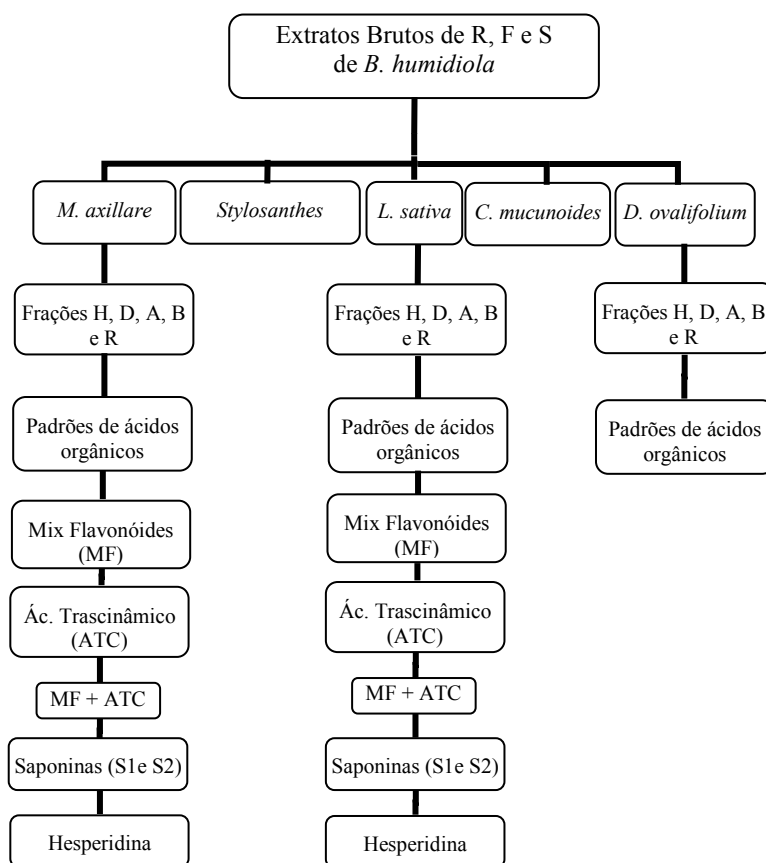 Extratos Brutos de R, F e S
de B. humidiola
M. axillare
Stylosanthes
L. sativa
C. mucunoides
D. ovalifolium
Frações H, D, A, B
e R
Frações H, D, A, B
e R
Frações H, D, A, B
e R
Padrões de ácidos
orgânicos
Padrões de ácidos
orgânicos
Padrões de ácidos
orgânicos
Mix Flavonóides
(MF)
Mix Flavonóides
(MF)
Ác. Trascinâmico
(ATC)
Ác. Trascinâmico
(ATC)
MF + ATC
MF + ATC
Saponinas (S1e S2)
Saponinas (S1e S2)
Hesperidina
Hesperidina